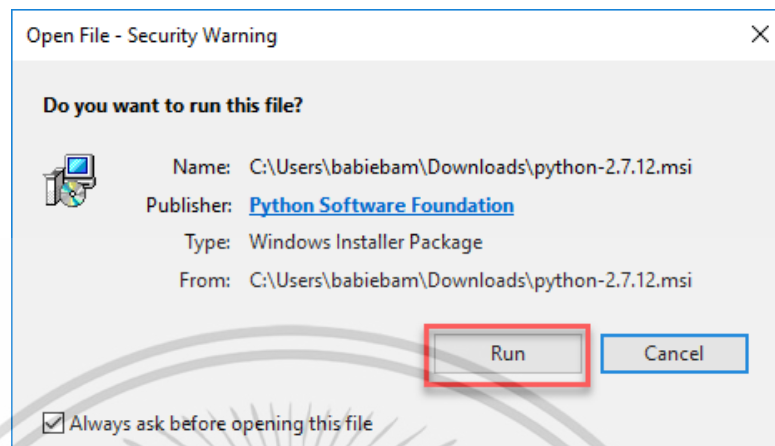 Open File - Security Warning
Do you want to run this file?
Name: C:\Users\babiebam\Downloads\python-2.7.12.msi
Publisher: Python Software Foundation
Type: Windows Installer Package
From: C:\Users\babiebam\Downloads\python-2.7.12.msi
Run Cancel
Always ask before opening this file